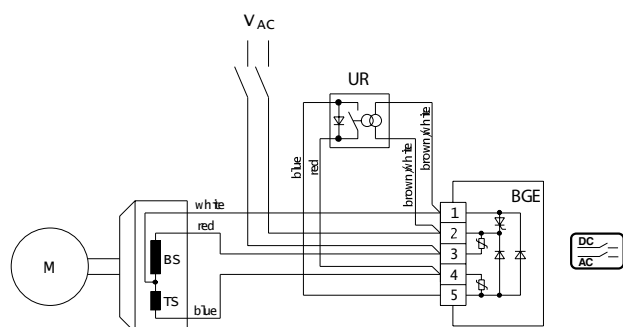 VAC
UR
blue
red
brown/white
brown/white
BGE
white
red
M
BS
TS
blue
1
2
3
4
5
DC
AC